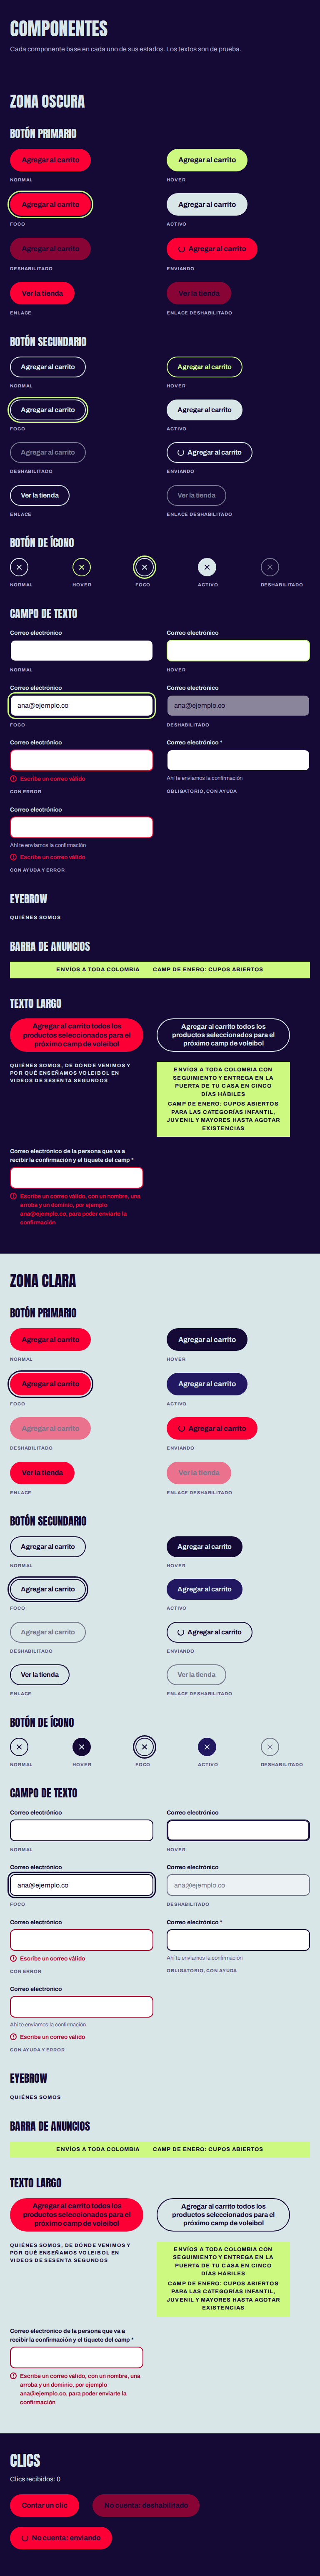 COMPONENTES
Cada componente base en cada uno de sus estados. Los textos son de prueba.
ZONA OSCURA
BOTÓN PRIMARIO
Agregar al carrito
Agregar al carrito
NORMAL
HOVER
Agregar al carrito
Agregar al carrito
FOCO
ACTIVO
Agregar al carrito
Agregar al carrito
DESHABILITADO
ENVIANDO
Ver la tienda
Ver la tienda
ENLACE
ENLACE DESHABILITADO
BOTÓN SECUNDARIO
Agregar al carrito
Agregar al carrito
NORMAL
HOVER
Agregar al carrito
Agregar al carrito
FOCO
ACTIVO
Agregar al carrito
Agregar al carrito
DESHABILITADO
ENVIANDO
Ver la tienda
Ver la tienda
ENLACE
ENLACE DESHABILITADO
BOTÓN DE ÍCONO
NORMAL
HOVER
FOCO
ACTIVO
DESHABILITADO
CAMPO DE TEXTO
Correo electrónico
Correo electrónico
NORMAL
HOVER
Correo electrónico
Correo electrónico
ana@ejemplo.co
ana@ejemplo.co
FOCO
DESHABILITADO
Correo electrónico
Correo electrónico *
Escribe un correo válido
Ahí te enviamos la confirmación
CON ERROR
OBLIGATORIO, CON AYUDA
Correo electrónico
Ahí te enviamos la confirmación
Escribe un correo válido
CON AYUDA Y ERROR
EYEBROW
QUIÉNES SOMOS
BARRA DE ANUNCIOS
ENVÍOS A TODA COLOMBIA
CAMP DE ENERO: CUPOS ABIERTOS
TEXTO LARGO
Agregar al carrito todos los
productos seleccionados para el
próximo camp de voleibol
Agregar al carrito todos los
productos seleccionados para el
próximo camp de voleibol
QUIÉNES SOMOS, DE DÓNDE VENIMOS Y
POR QUÉ ENSEÑAMOS VOLEIBOL EN
VIDEOS DE SESENTA SEGUNDOS
ENVÍOS A TODA COLOMBIA CON
SEGUIMIENTO Y ENTREGA EN LA
PUERTA DE TU CASA EN CINCO
DÍAS HÁBILES
CAMP DE ENERO: CUPOS ABIERTOS
PARA LAS CATEGORÍAS INFANTIL,
JUVENIL Y MAYORES HASTA AGOTAR
EXISTENCIAS
Correo electrónico de la persona que va a
recibir la confirmación y el tiquete del camp *
Escribe un correo válido, con un nombre, una
arroba y un dominio, por ejemplo
ana@ejemplo.co, para poder enviarte la
confirmación
ZONA CLARA
BOTÓN PRIMARIO
Agregar al carrito
Agregar al carrito
NORMAL
HOVER
Agregar al carrito
Agregar al carrito
FOCO
ACTIVO
Agregar al carrito
Agregar al carrito
DESHABILITADO
ENVIANDO
Ver la tienda
Ver la tienda
ENLACE
ENLACE DESHABILITADO
BOTÓN SECUNDARIO
Agregar al carrito
Agregar al carrito
NORMAL
HOVER
Agregar al carrito
Agregar al carrito
FOCO
ACTIVO
Agregar al carrito
Agregar al carrito
DESHABILITADO
ENVIANDO
Ver la tienda
Ver la tienda
ENLACE
ENLACE DESHABILITADO
BOTÓN DE ÍCONO
NORMAL
HOVER
FOCO
ACTIVO
DESHABILITADO
CAMPO DE TEXTO
Correo electrónico
Correo electrónico
NORMAL
HOVER
Correo electrónico
Correo electrónico
ana@ejemplo.co
ana@ejemplo.co
FOCO
DESHABILITADO
Correo electrónico
Correo electrónico *
Escribe un correo válido
Ahí te enviamos la confirmación
CON ERROR
OBLIGATORIO, CON AYUDA
Correo electrónico
Ahí te enviamos la confirmación
Escribe un correo válido
CON AYUDA Y ERROR
EYEBROW
QUIÉNES SOMOS
BARRA DE ANUNCIOS
ENVÍOS A TODA COLOMBIA
CAMP DE ENERO: CUPOS ABIERTOS
TEXTO LARGO
Agregar al carrito todos los
productos seleccionados para el
próximo camp de voleibol
Agregar al carrito todos los
productos seleccionados para el
próximo camp de voleibol
QUIÉNES SOMOS, DE DÓNDE VENIMOS Y
POR QUÉ ENSEÑAMOS VOLEIBOL EN
VIDEOS DE SESENTA SEGUNDOS
ENVÍOS A TODA COLOMBIA CON
SEGUIMIENTO Y ENTREGA EN LA
PUERTA DE TU CASA EN CINCO
DÍAS HÁBILES
CAMP DE ENERO: CUPOS ABIERTOS
PARA LAS CATEGORÍAS INFANTIL,
JUVENIL Y MAYORES HASTA AGOTAR
EXISTENCIAS
Correo electrónico de la persona que va a
recibir la confirmación y el tiquete del camp *
Escribe un correo válido, con un nombre, una
arroba y un dominio, por ejemplo
ana@ejemplo.co, para poder enviarte la
confirmación
CLICS
Clics recibidos: 0
Contar un clic
No cuenta: deshabilitado
No cuenta: enviando